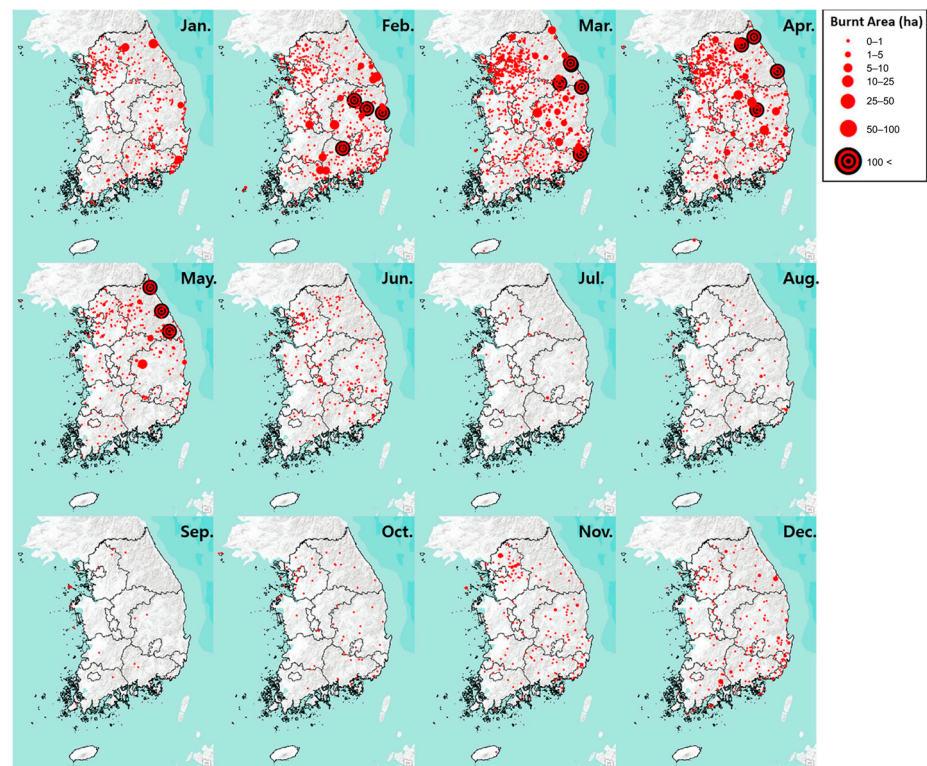 Jan.
Feb.
Mar.
Apr.
Burnt Area (ha)
0–1
1–5
5–10
10–25
25–50
50–100
100 <
May.
Jun.
Jul.
Aug.
Sep.
Oct.
Nov.
Dec.